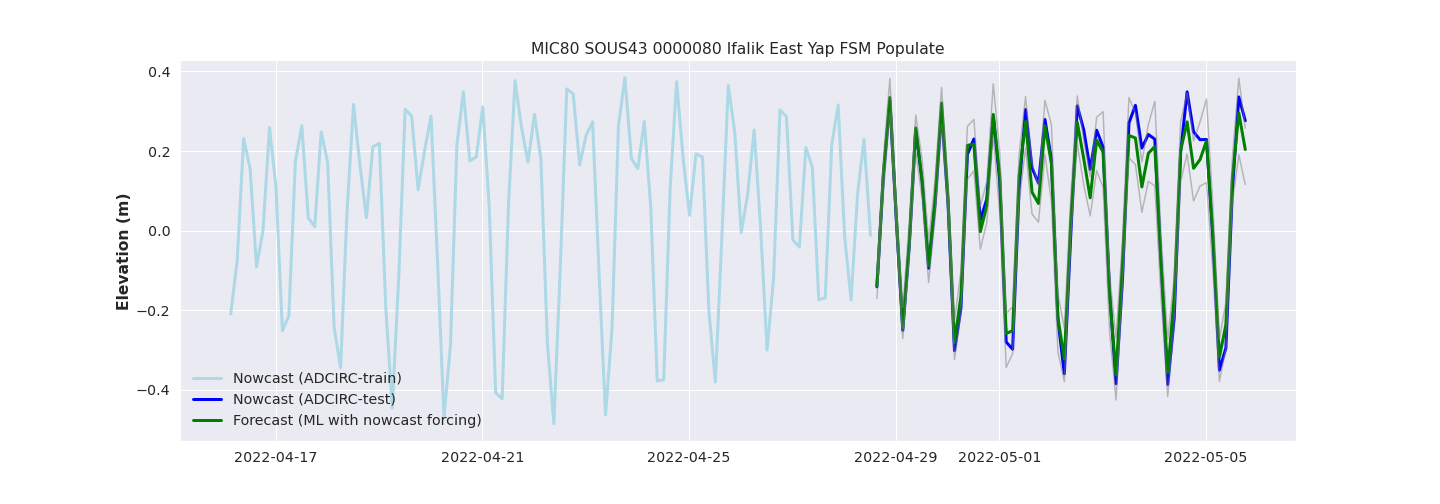 MIC80 SOUS43 0000080 Ifalik East Yap FSM Populate
Elevation (m)
0.4
0.2
0.0
−0.2
−0.4
Nowcast (ADCIRC-train)
Nowcast (ADCIRC-test)
Forecast (ML with nowcast forcing)
2022-04-17
2022-04-21
2022-04-25
2022-04-29
2022-05-01
2022-05-05